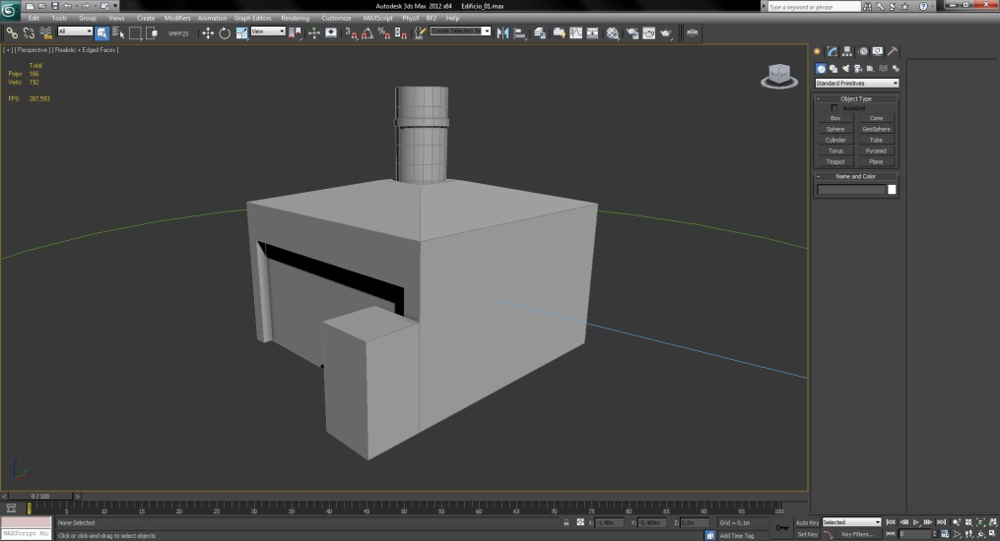 Autodesk 3ds Max 2012 x64 Edificio_01.max
Type a keyword or phrase
Edit Tools Group Views Create Modifiers Animation Graph Editors Rendering Customize MAXScript PhysX BF2 Help
All VMPP25 View 3 Create Selection Se
[ + ] [ Perspective ] [ Realistic + Edged Faces ]
Total
Polys: 166
Verts: 192
FPS: 287,593
Standard Primitives
- Object Type
AutoGrid
Box Cone
Sphere GeoSphere
Cylinder Tube
Torus Pyramid
Teapot Plane
- Name and Color
< 0 / 100 >
5 10 15 20 25 30 35 40 45 50 55 60 65 70 75 80 85 90 95 100
None Selected X: Y: Z: 0,0m Grid = 0,1m Auto Key Selected
MAXScript Mi Click or click-and-drag to select objects Add Time Tag Set Key Key Filters... 0